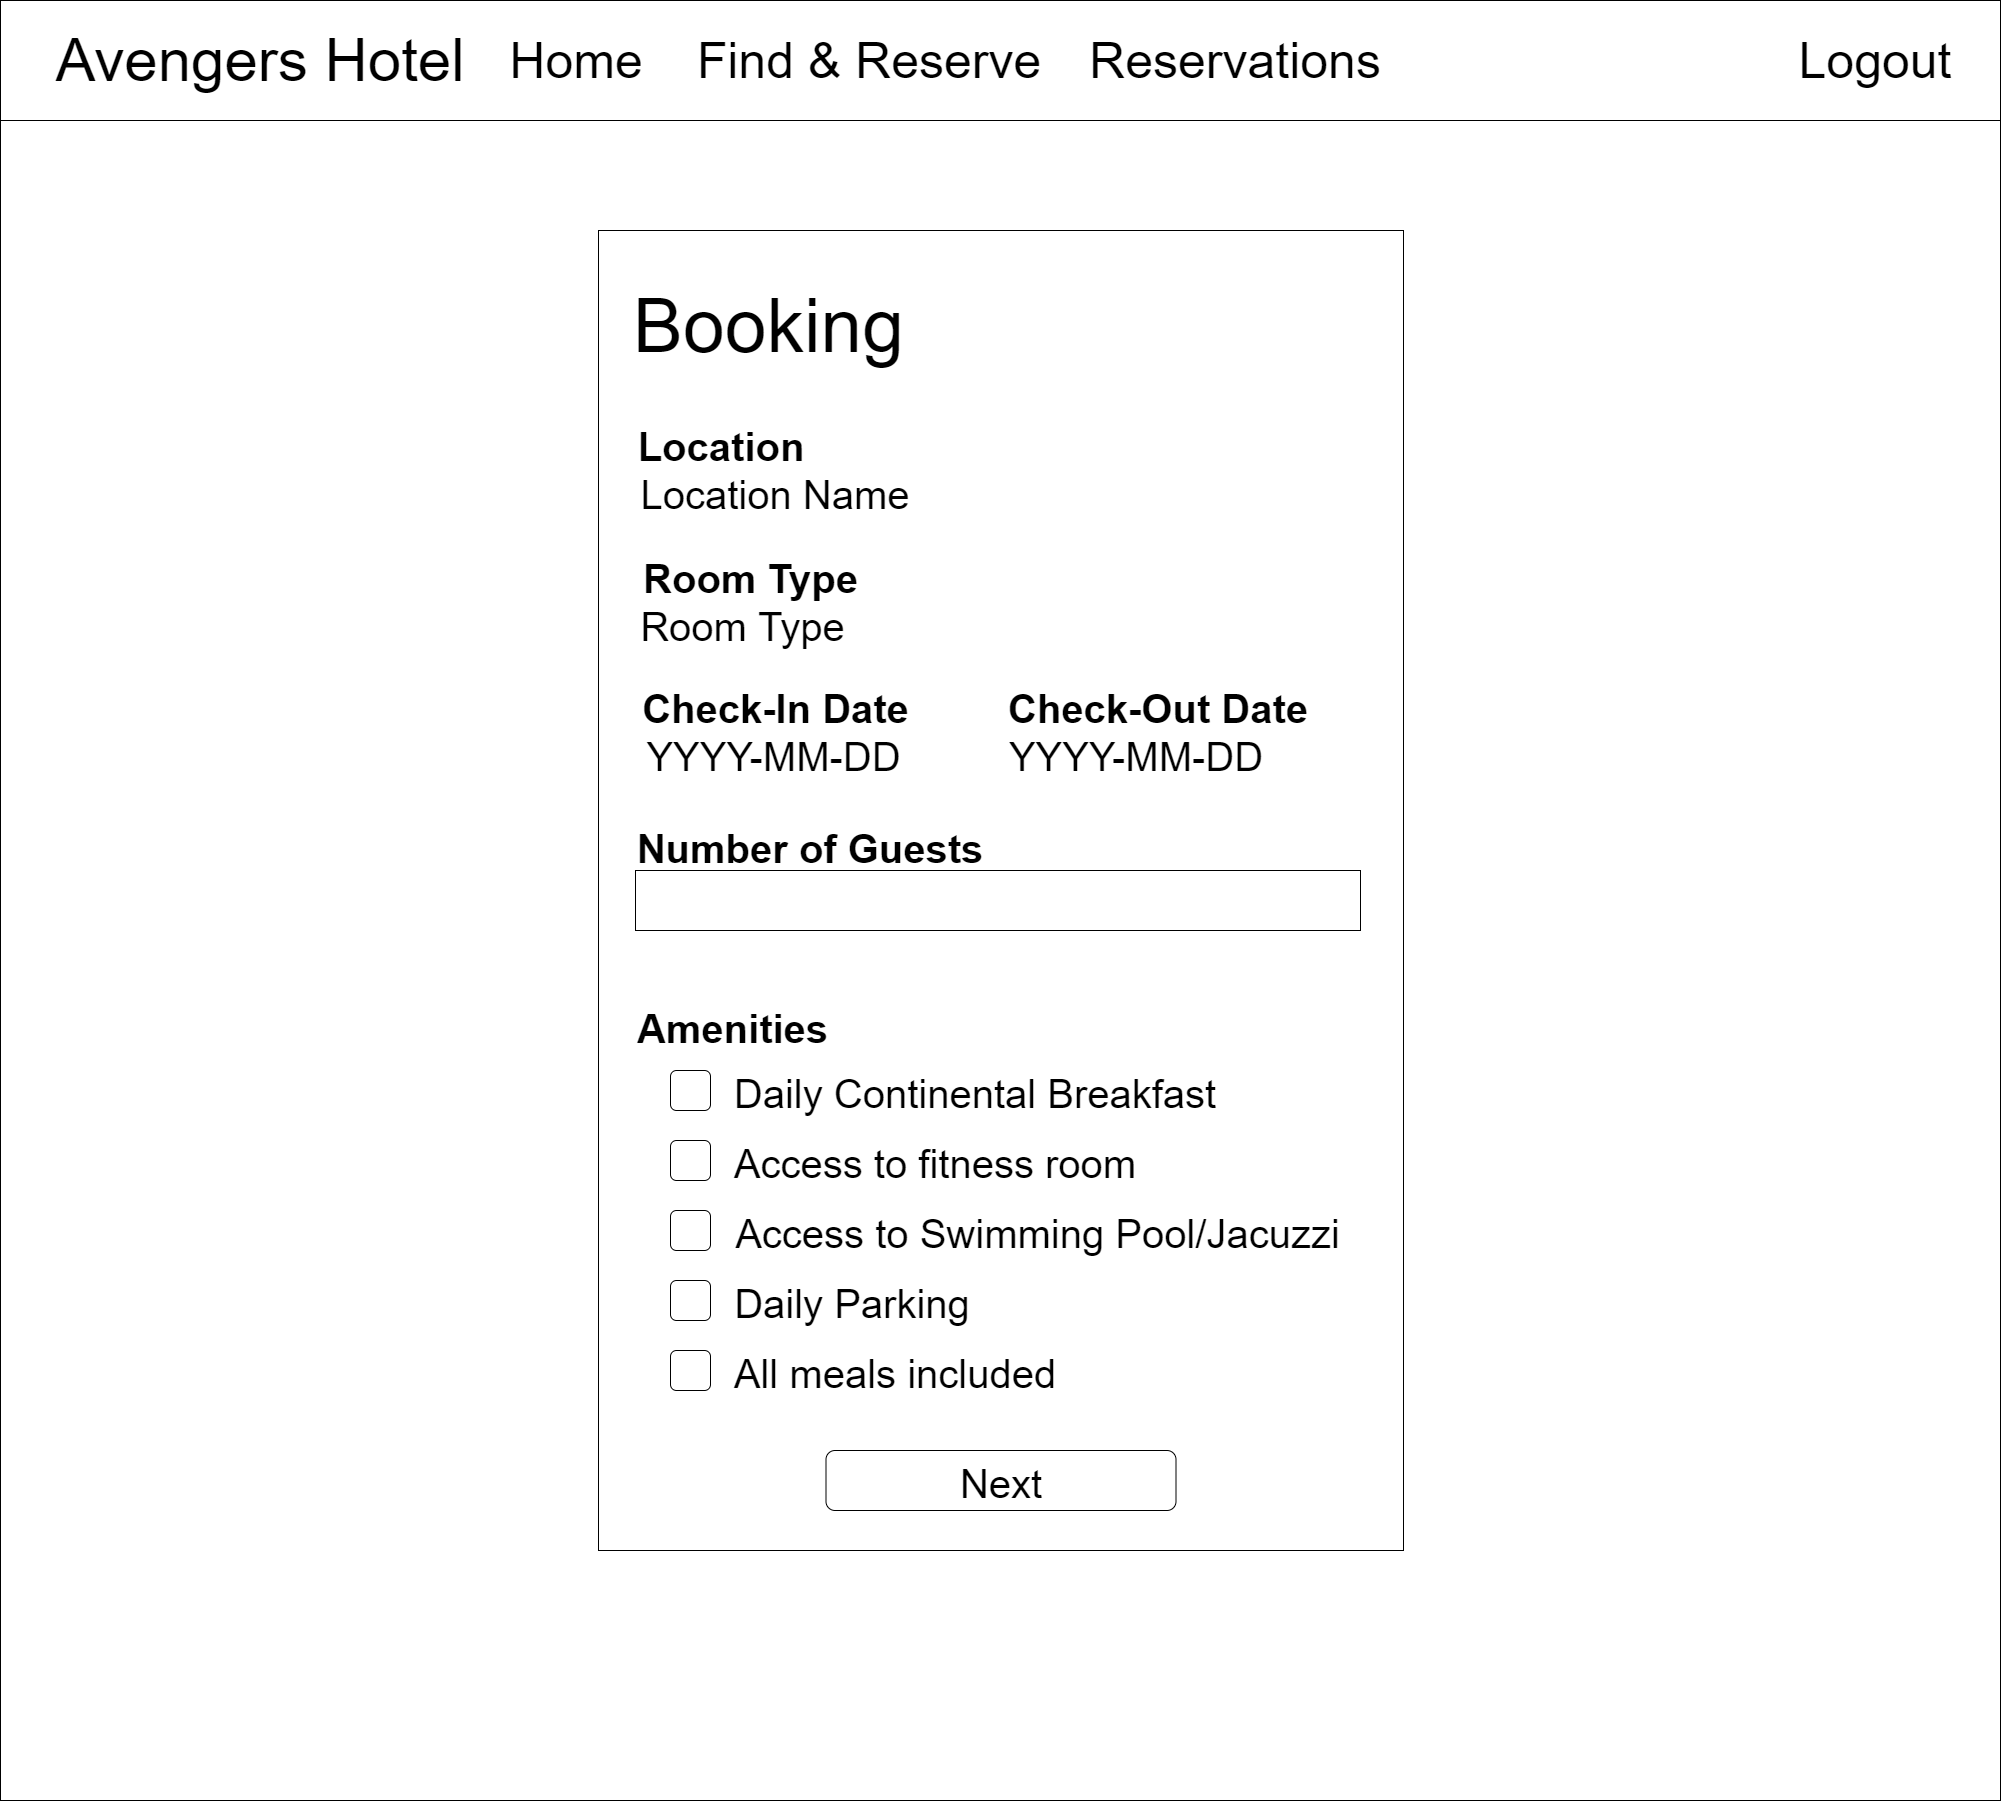 Avengers Hotel Home Find & Reserve Reservations Logout
Booking
Location
Location Name
Room Type
Room Type
Check-In Date Check-Out Date
YYYY-MM-DD YYYY-MM-DD
Number of Guests
Amenities
Daily Continental Breakfast
Access to fitness room
Access to Swimming Pool/Jacuzzi
Daily Parking
All meals included
Next